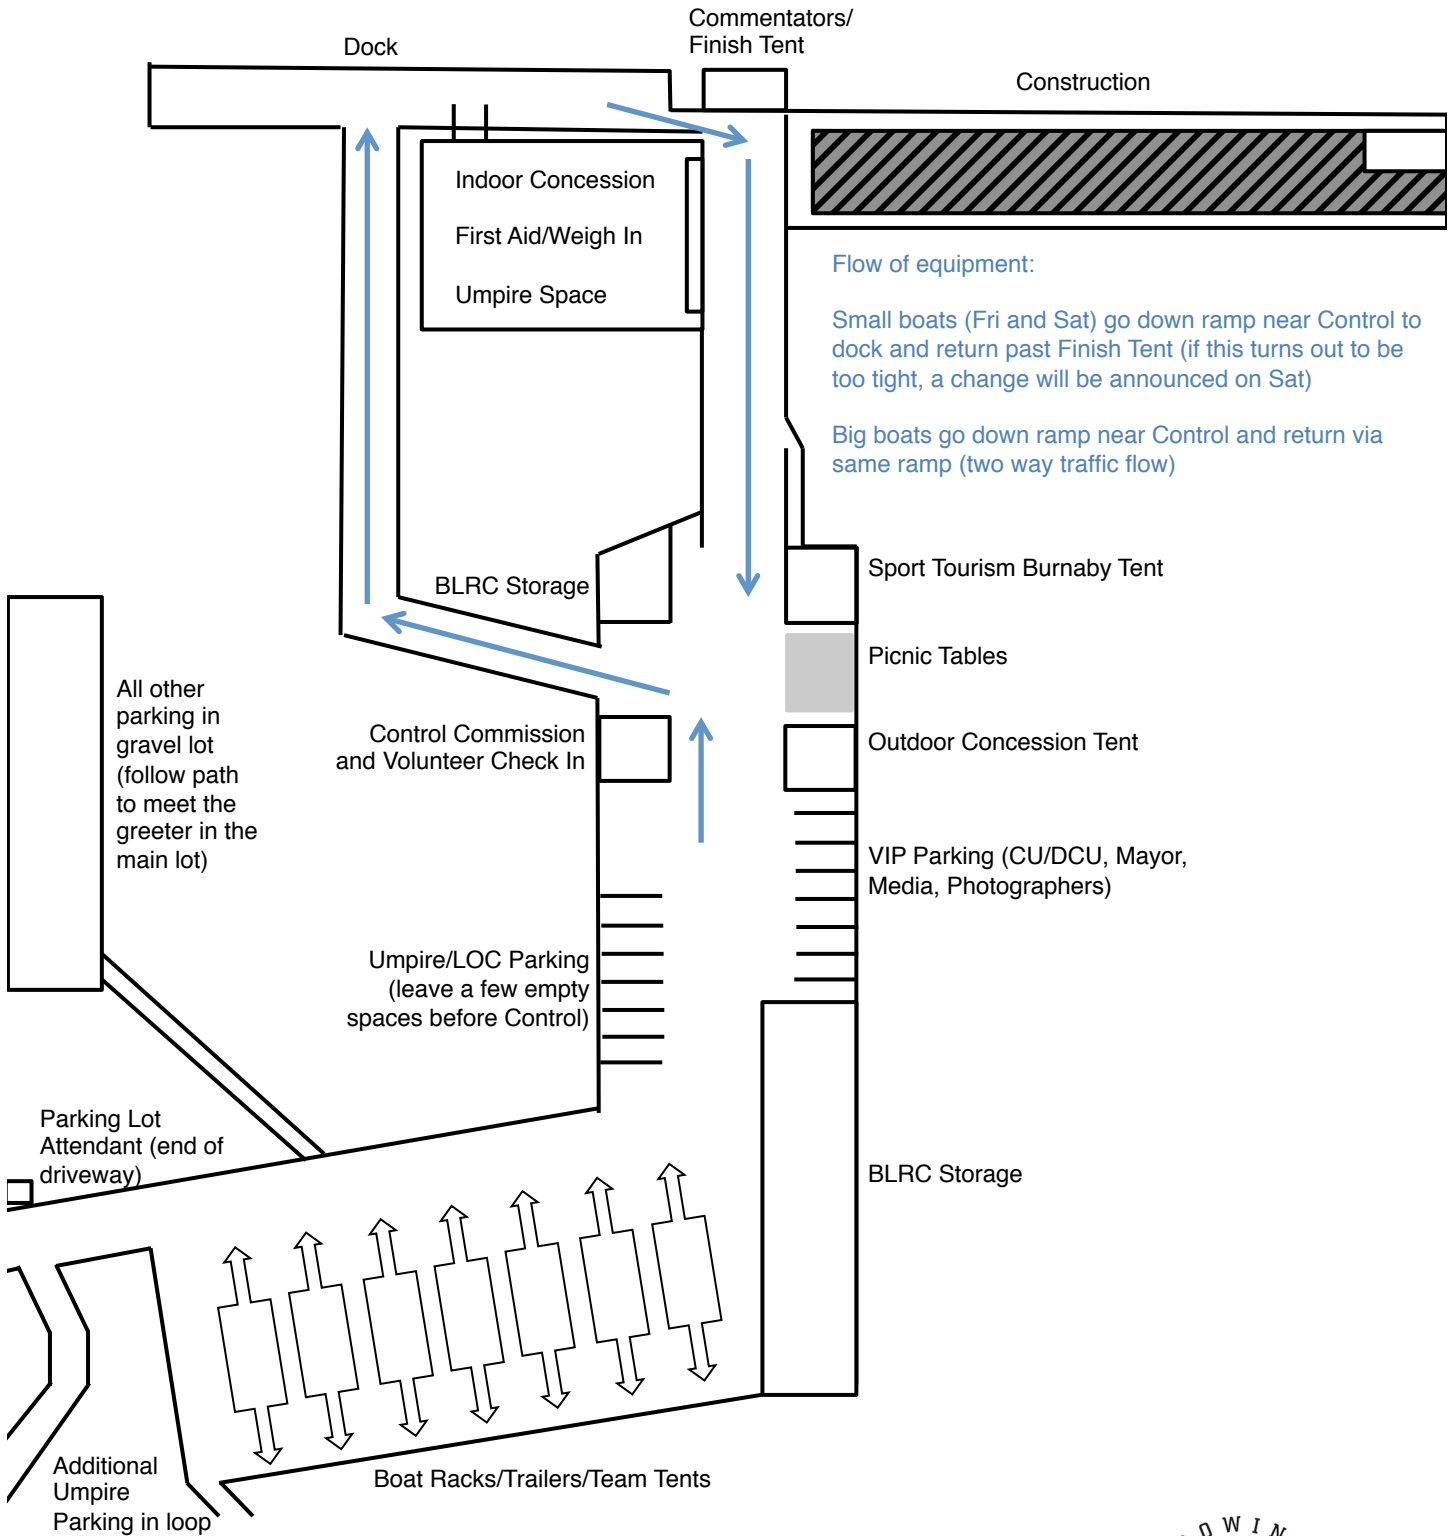 Commentators/
Finish Tent
Dock
Construction
Indoor Concession
First Aid/Weigh In
Umpire Space
Flow of equipment:
Small boats (Fri and Sat) go down ramp near Control to
dock and return past Finish Tent (if this turns out to be
too tight, a change will be announced on Sat)
Big boats go down ramp near Control and return via
same ramp (two way traffic flow)
BLRC Storage
Sport Tourism Burnaby Tent
Picnic Tables
All other
parking in
gravel lot
(follow path
to meet the
greeter in the
main lot)
Control Commission
and Volunteer Check In
Outdoor Concession Tent
VIP Parking (CU/DCU, Mayor,
Media, Photographers)
Umpire/LOC Parking
(leave a few empty
spaces before Control)
Parking Lot
Attendant (end of
driveway)
BLRC Storage
Additional
Umpire
Parking in loop
Boat Racks/Trailers/Team Tents